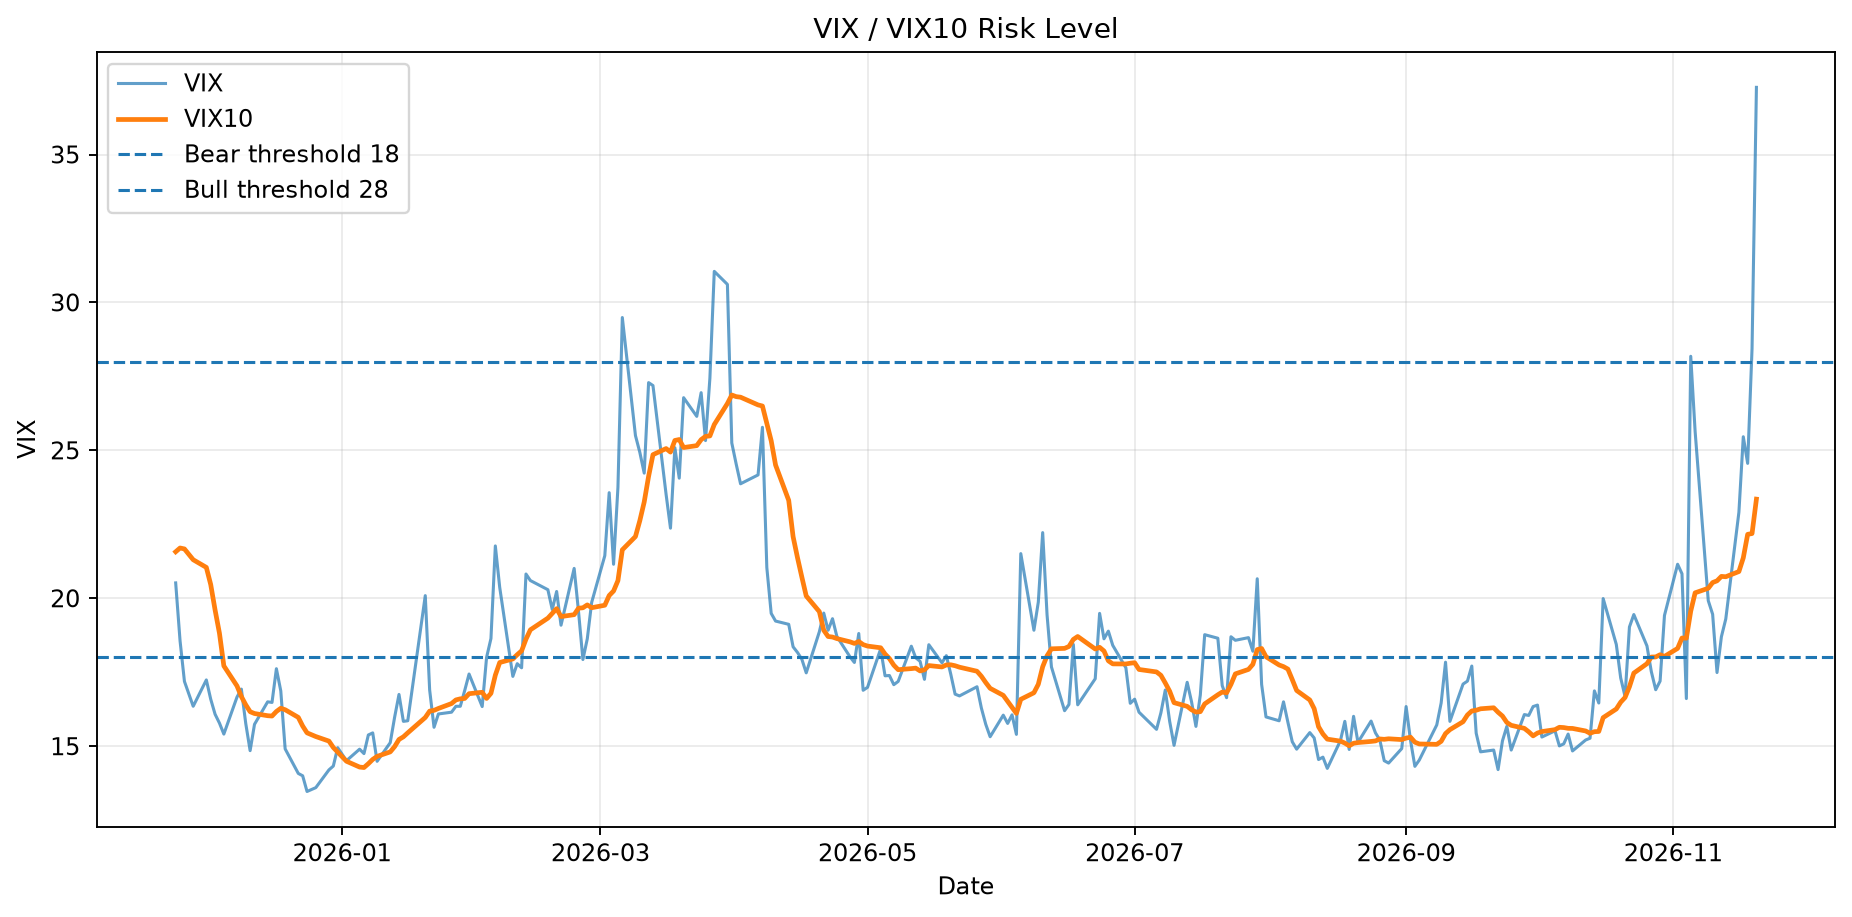 VIX / VIX10 Risk Level
VIX
VIX10
Bear threshold 18
Bull threshold 28
35
30
25
20
15
VIX
2026-01
2026-03
2026-05
2026-07
2026-09
2026-11
Date